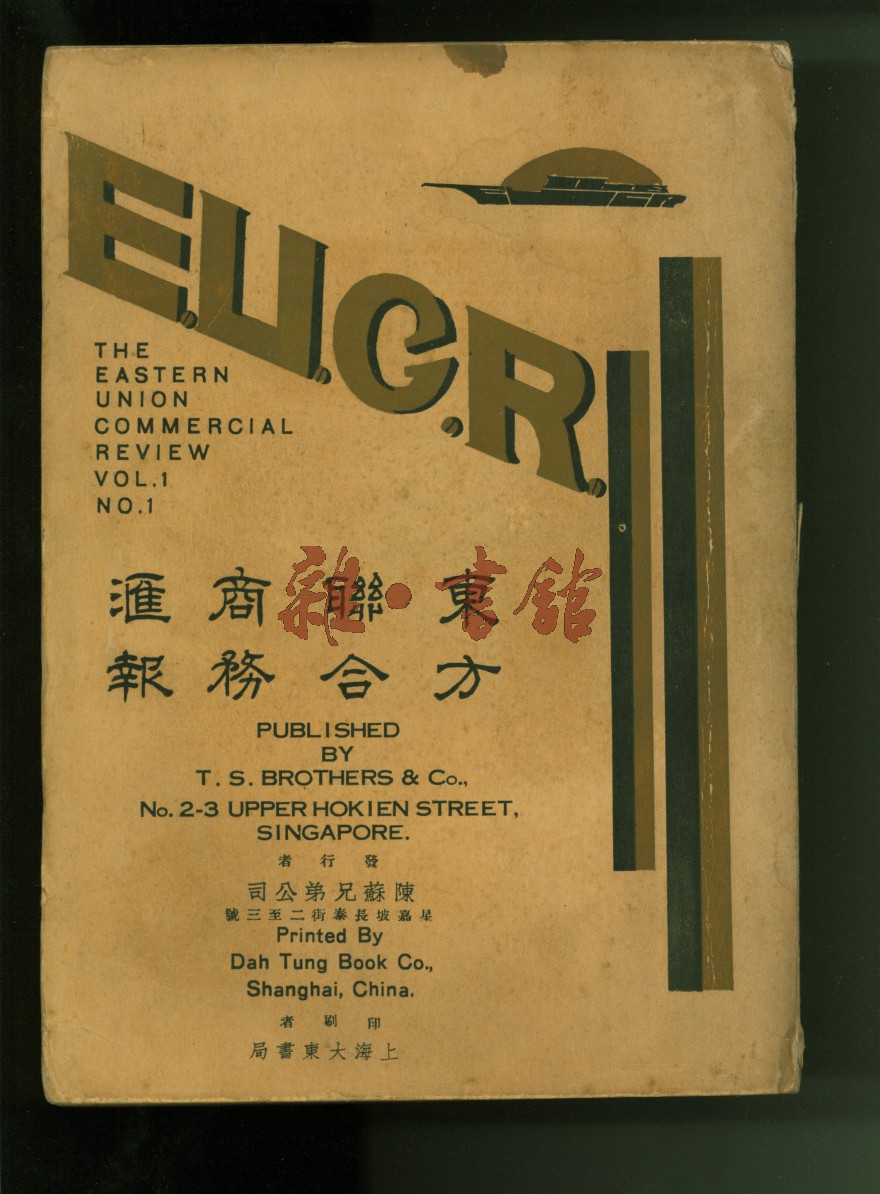 E.U.C.R.
THE
EASTERN
UNION
COMMERCIAL
REVIEW
VOL.1
NO.1
東方
聯合
商務
滙報
雜·書館
PUBLISHED
BY
T. S. BROTHERS & Co.,
No. 2-3 UPPER HOKIEN STREET,
SINGAPORE.
發行者
陳蘇兄弟公司
星嘉坡長泰街二至三號
Printed By
Dah Tung Book Co.,
Shanghai, China.
印刷者
上海大東書局